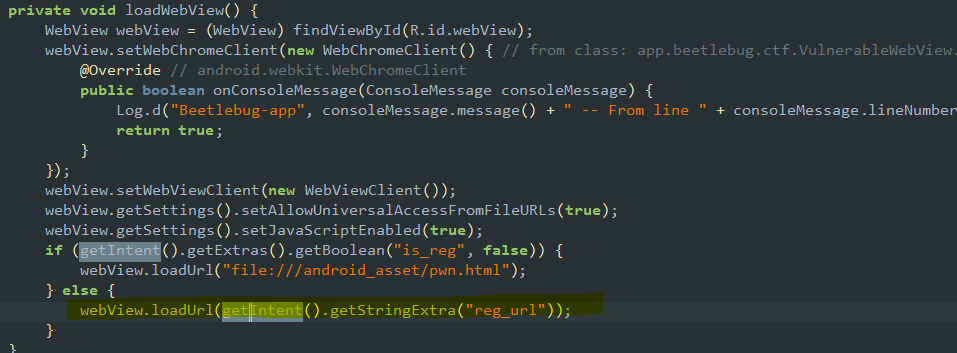 private void loadWebView() {
WebView webView = (WebView) findViewById(R.id.webView);
webView.setWebChromeClient(new WebChromeClient() { // from class: app.beetlebug.ctf.VulnerableWebView.
@Override // android.webkit.WebChromeClient
public boolean onConsoleMessage(ConsoleMessage consoleMessage) {
Log.d("Beetlebug-app", consoleMessage.message() + " -- From line " + consoleMessage.lineNumber
return true;
}
});
webView.setWebViewClient(new WebViewClient());
webView.getSettings().setAllowUniversalAccessFromFileURLs(true);
webView.getSettings().setJavaScriptEnabled(true);
if (getIntent().getExtras().getBoolean("is_reg", false)) {
webView.loadUrl("file:///android_asset/pwn.html");
} else {
webView.loadUrl(getIntent().getStringExtra("reg_url"));
}
}